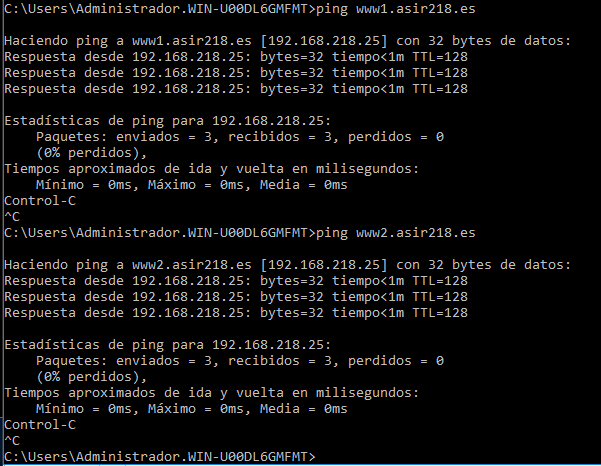 C:\Users\Administrador.WIN-U00DL6GMFMT>ping www1.asir218.es
Haciendo ping a www1.asir218.es [192.168.218.25] con 32 bytes de datos:
Respuesta desde 192.168.218.25: bytes=32 tiempo<1m TTL=128
Respuesta desde 192.168.218.25: bytes=32 tiempo<1m TTL=128
Respuesta desde 192.168.218.25: bytes=32 tiempo<1m TTL=128
Estadísticas de ping para 192.168.218.25:
    Paquetes: enviados = 3, recibidos = 3, perdidos = 0
    (0% perdidos),
Tiempos aproximados de ida y vuelta en milisegundos:
    Mínimo = 0ms, Máximo = 0ms, Media = 0ms
Control-C
^C
C:\Users\Administrador.WIN-U00DL6GMFMT>ping www2.asir218.es
Haciendo ping a www2.asir218.es [192.168.218.25] con 32 bytes de datos:
Respuesta desde 192.168.218.25: bytes=32 tiempo<1m TTL=128
Respuesta desde 192.168.218.25: bytes=32 tiempo<1m TTL=128
Respuesta desde 192.168.218.25: bytes=32 tiempo<1m TTL=128
Estadísticas de ping para 192.168.218.25:
    Paquetes: enviados = 3, recibidos = 3, perdidos = 0
    (0% perdidos),
Tiempos aproximados de ida y vuelta en milisegundos:
    Mínimo = 0ms, Máximo = 0ms, Media = 0ms
Control-C
^C
C:\Users\Administrador.WIN-U00DL6GMFMT>